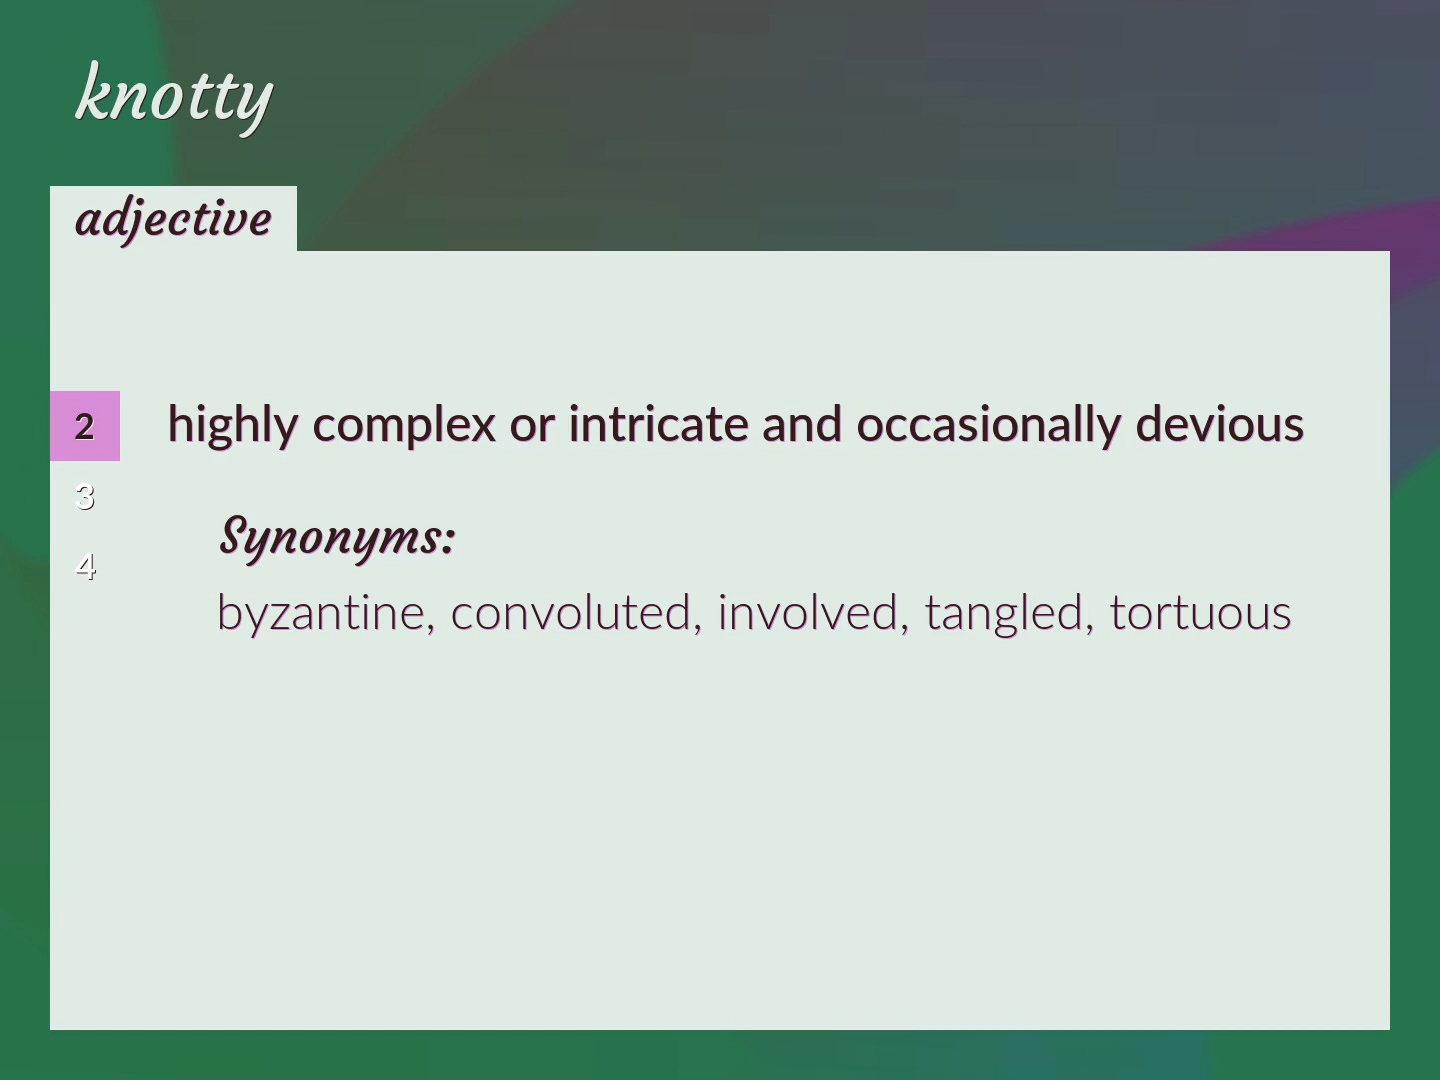 knotty
adjective
2 highly complex or intricate and occasionally devious
3
Synonyms:
4
byzantine, convoluted, involved, tangled, tortuous